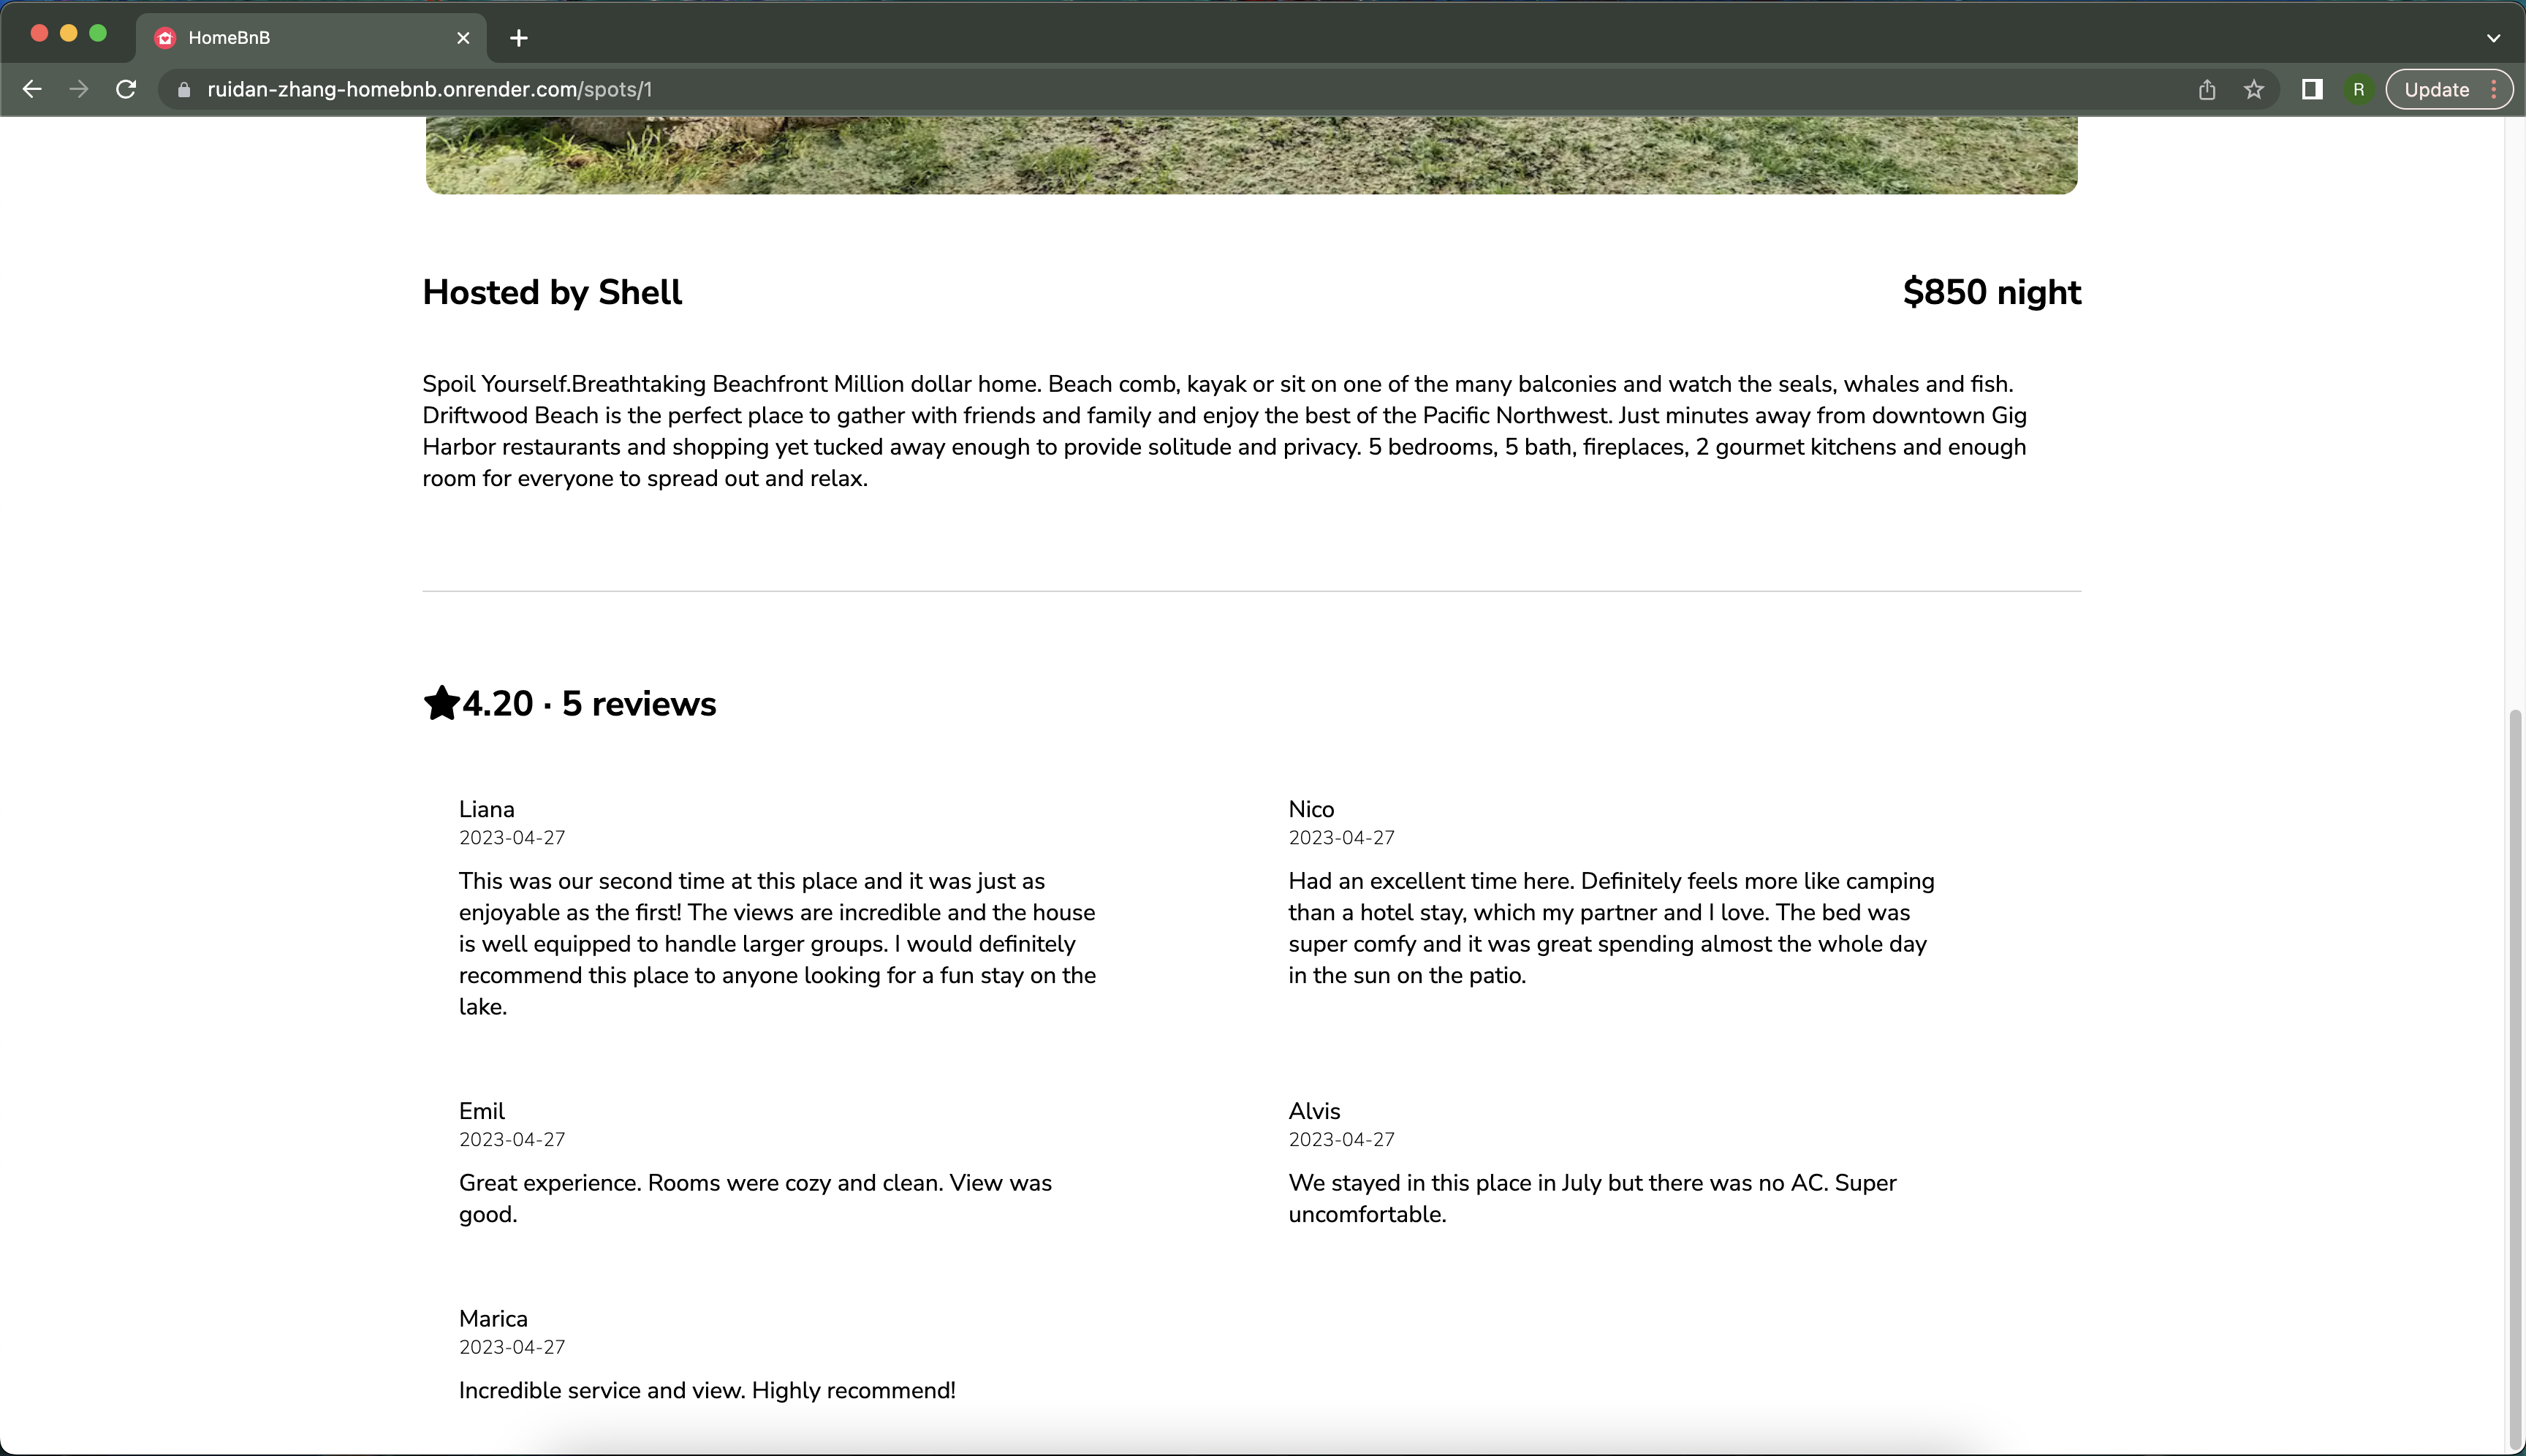 HomeBnB
ruidan-zhang-homebnb.onrender.com/spots/1
R
Update
Hosted by Shell
$850 night
Spoil Yourself.Breathtaking Beachfront Million dollar home. Beach comb, kayak or sit on one of the many balconies and watch the seals, whales and fish.
Driftwood Beach is the perfect place to gather with friends and family and enjoy the best of the Pacific Northwest. Just minutes away from downtown Gig
Harbor restaurants and shopping yet tucked away enough to provide solitude and privacy. 5 bedrooms, 5 bath, fireplaces, 2 gourmet kitchens and enough
room for everyone to spread out and relax.
4.20 · 5 reviews
Liana
2023-04-27
This was our second time at this place and it was just as
enjoyable as the first! The views are incredible and the house
is well equipped to handle larger groups. I would definitely
recommend this place to anyone looking for a fun stay on the
lake.
Nico
2023-04-27
Had an excellent time here. Definitely feels more like camping
than a hotel stay, which my partner and I love. The bed was
super comfy and it was great spending almost the whole day
in the sun on the patio.
Emil
2023-04-27
Great experience. Rooms were cozy and clean. View was
good.
Alvis
2023-04-27
We stayed in this place in July but there was no AC. Super
uncomfortable.
Marica
2023-04-27
Incredible service and view. Highly recommend!